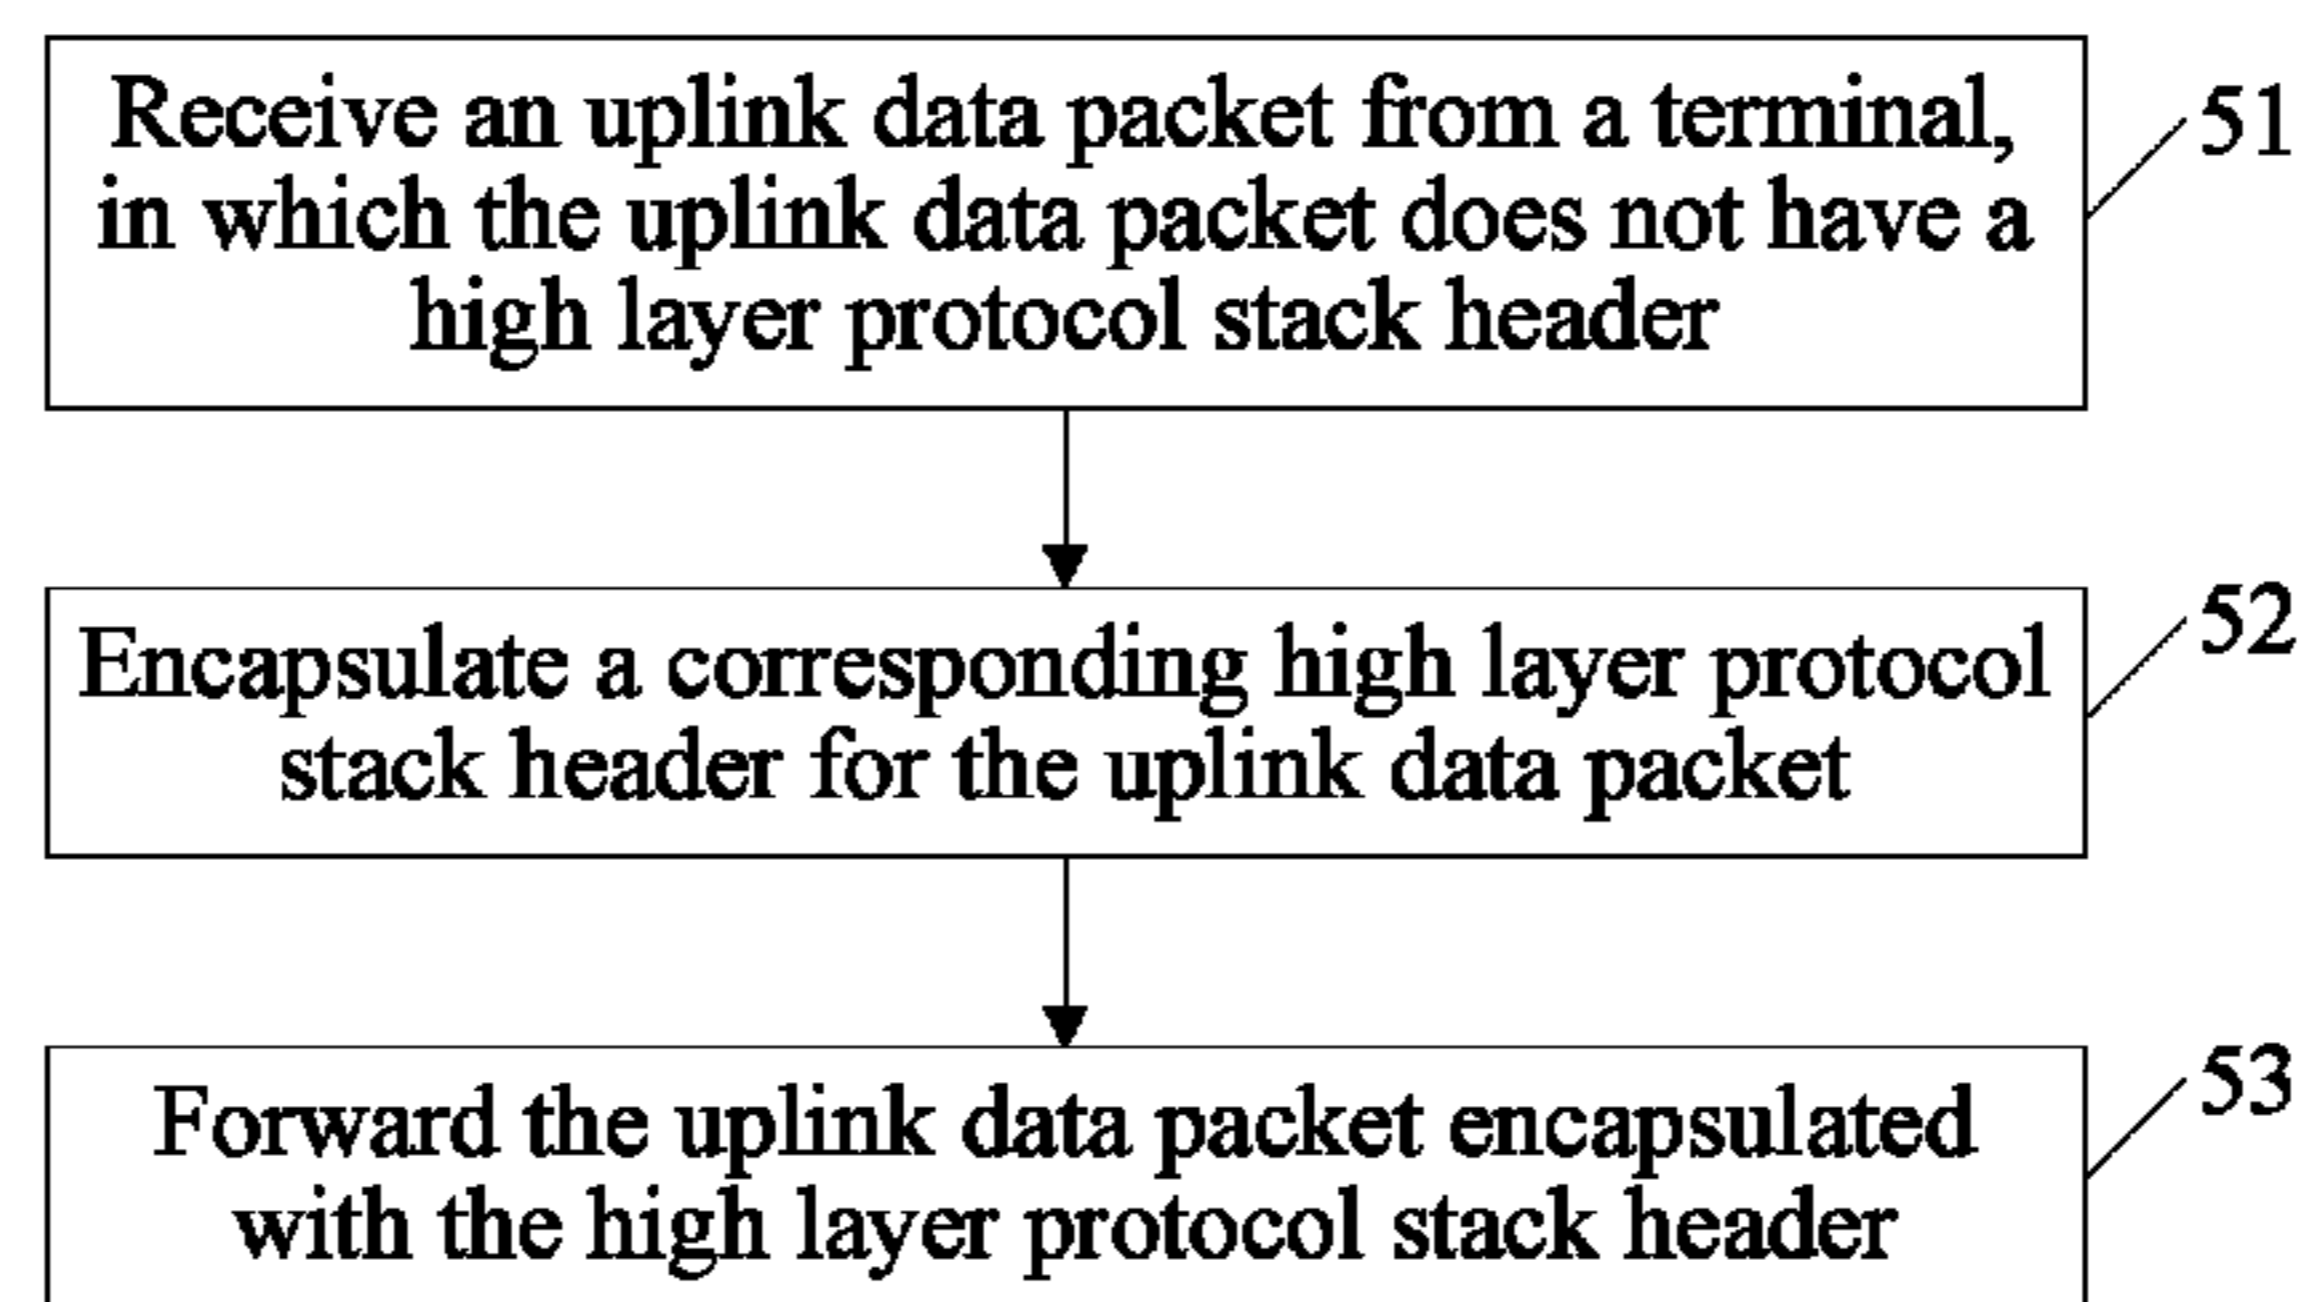 Receive an uplink data packet from a terminal,
in which the uplink data packet does not have a
high layer protocol stack header
51
Encapsulate a corresponding high layer protocol
stack header for the uplink data packet
52
Forward the uplink data packet encapsulated
with the high layer protocol stack header
53